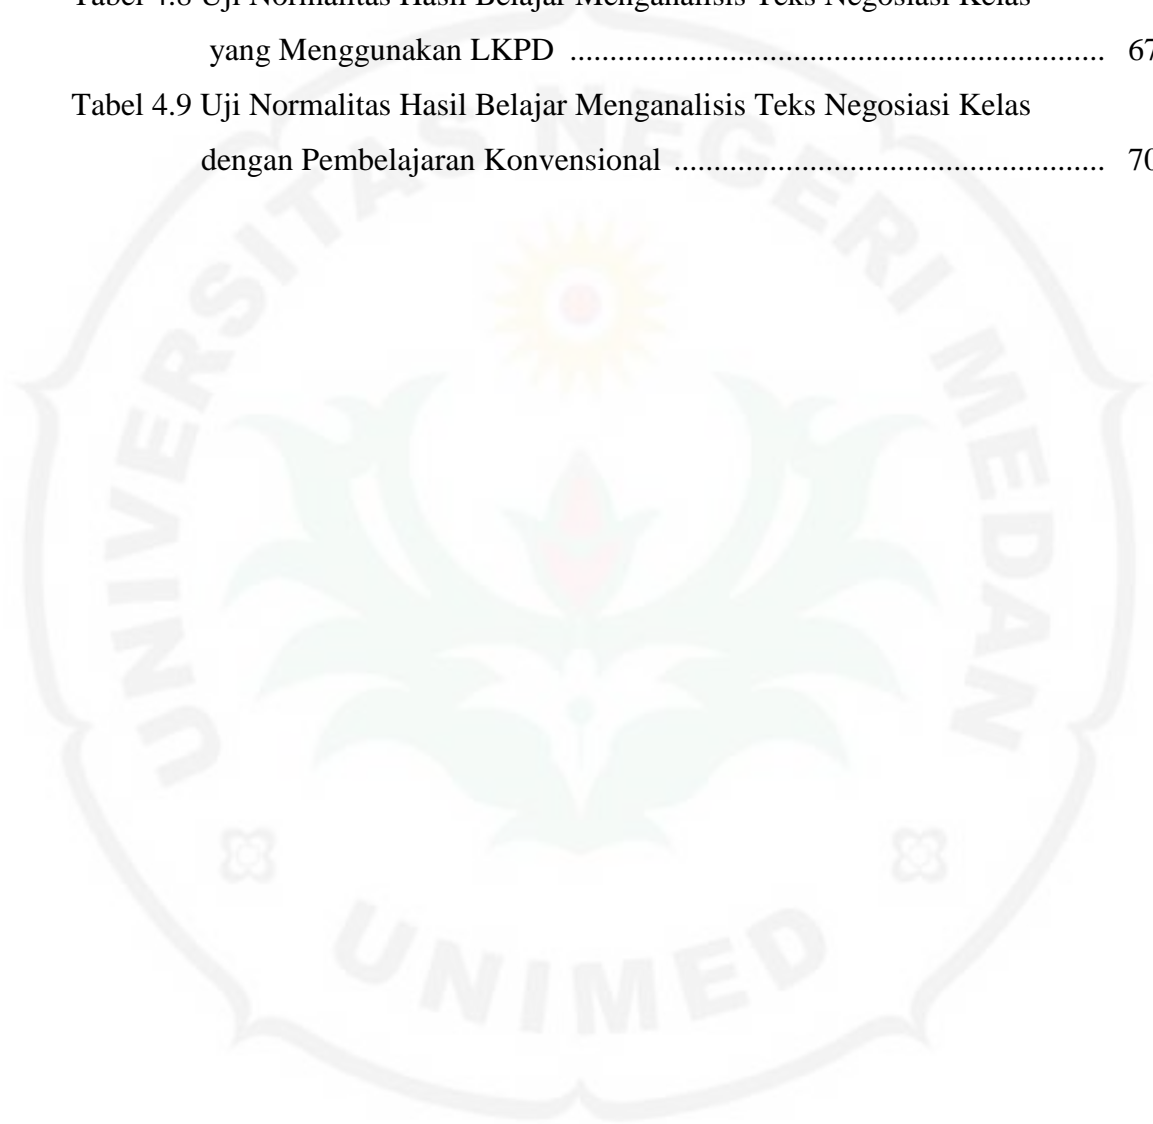 Tabel 4.8 Uji Normalitas Hasil Belajar Menganalisis Teks Negosiasi Kelas
yang Menggunakan LKPD .................................................................. 67
Tabel 4.9 Uji Normalitas Hasil Belajar Menganalisis Teks Negosiasi Kelas
dengan Pembelajaran Konvensional ..................................................... 70
UNIVERSITAS NEGERI MEDAN
UNIMED